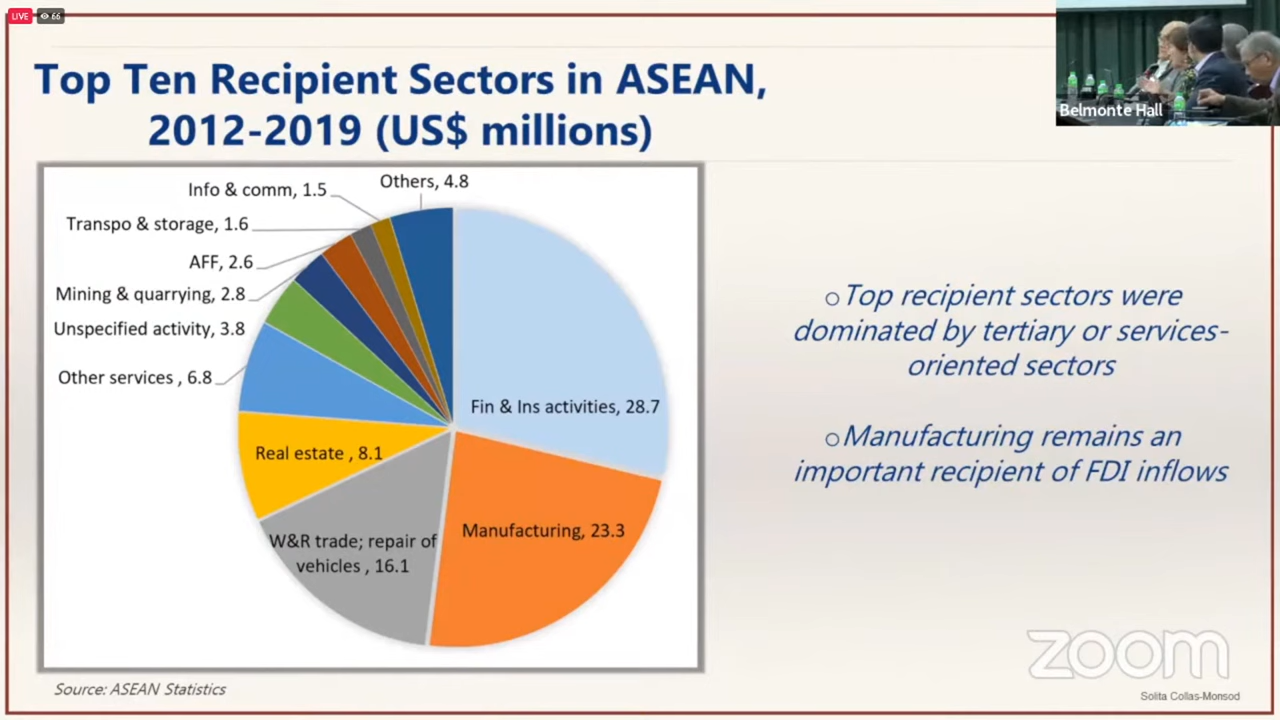 LIVE 66
Belmonte Hall
Top Ten Recipient Sectors in ASEAN,
2012-2019 (US$ millions)
Info & comm, 1.5
Others, 4.8
Transpo & storage, 1.6
AFF, 2.6
Mining & quarrying, 2.8
Unspecified activity, 3.8
Other services , 6.8
Fin & Ins activities, 28.7
Real estate , 8.1
Manufacturing, 23.3
W&R trade; repair of
vehicles , 16.1
○Top recipient sectors were
dominated by tertiary or services-
oriented sectors
○Manufacturing remains an
important recipient of FDI inflows
Source: ASEAN Statistics
zoom
Solita Collas-Monsod